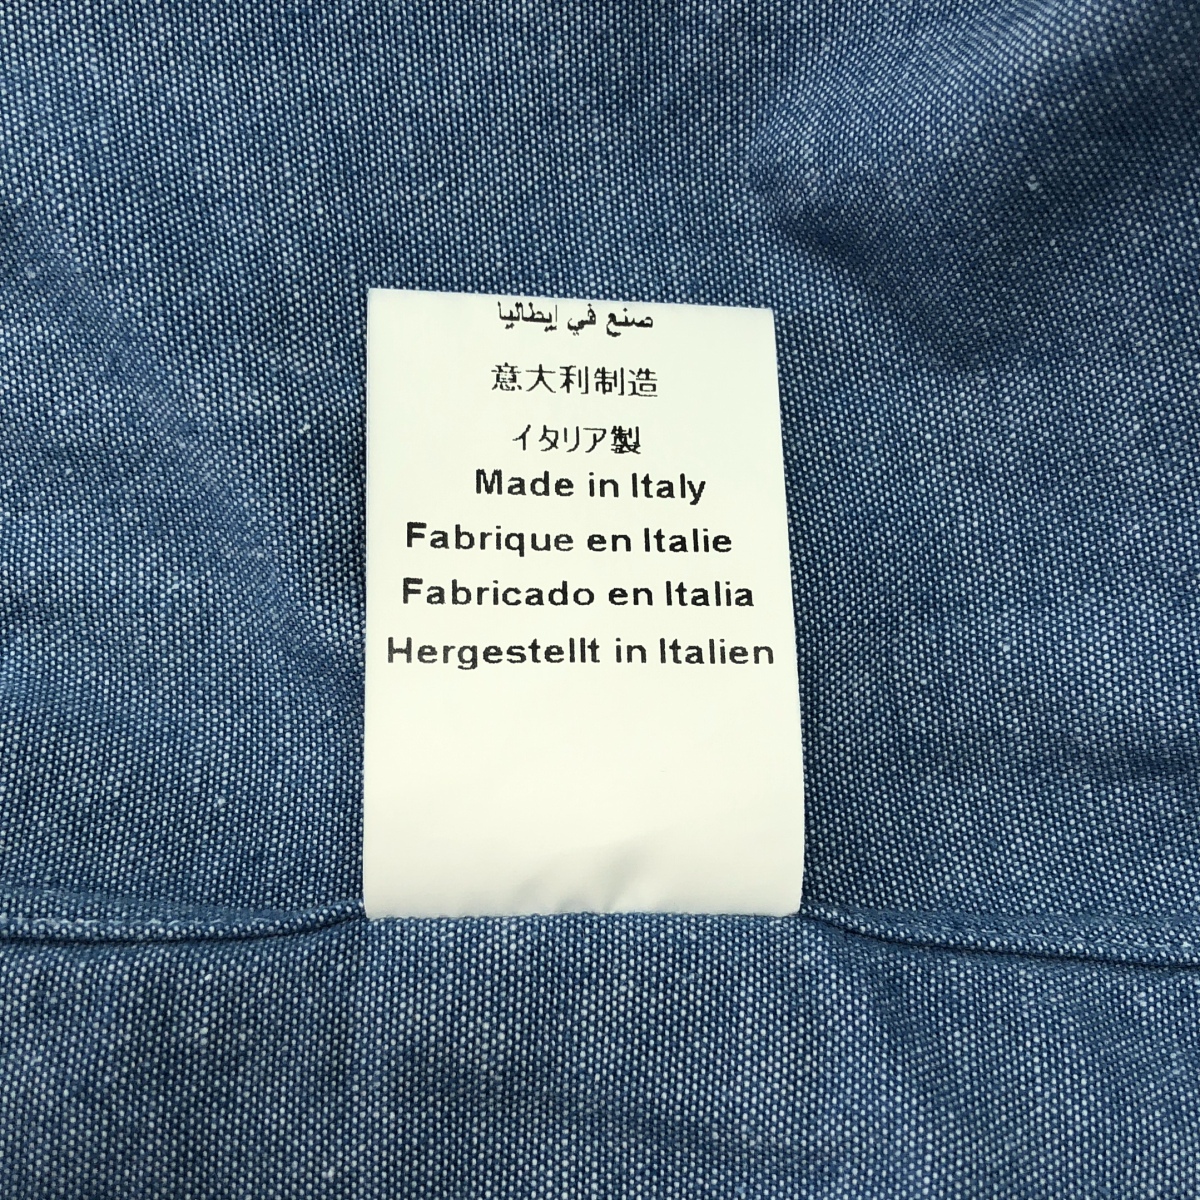 صنع في إيطاليا
意大利制造
イタリア製
Made in Italy
Fabrique en Italie
Fabricado en Italia
Hergestellt in Italien